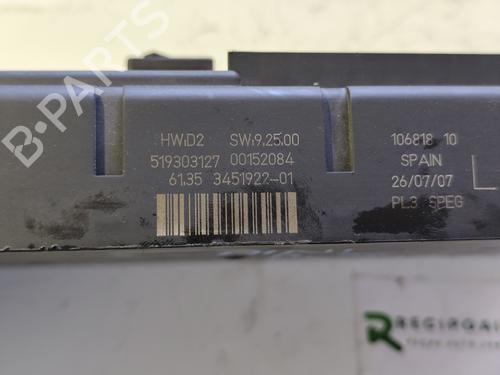 B-PARTS
HW:D2 SW:9.25.00
519303127 00152084
61.35 3451922-01
106818 10
SPAIN
26/07/07
PL3 SPEG